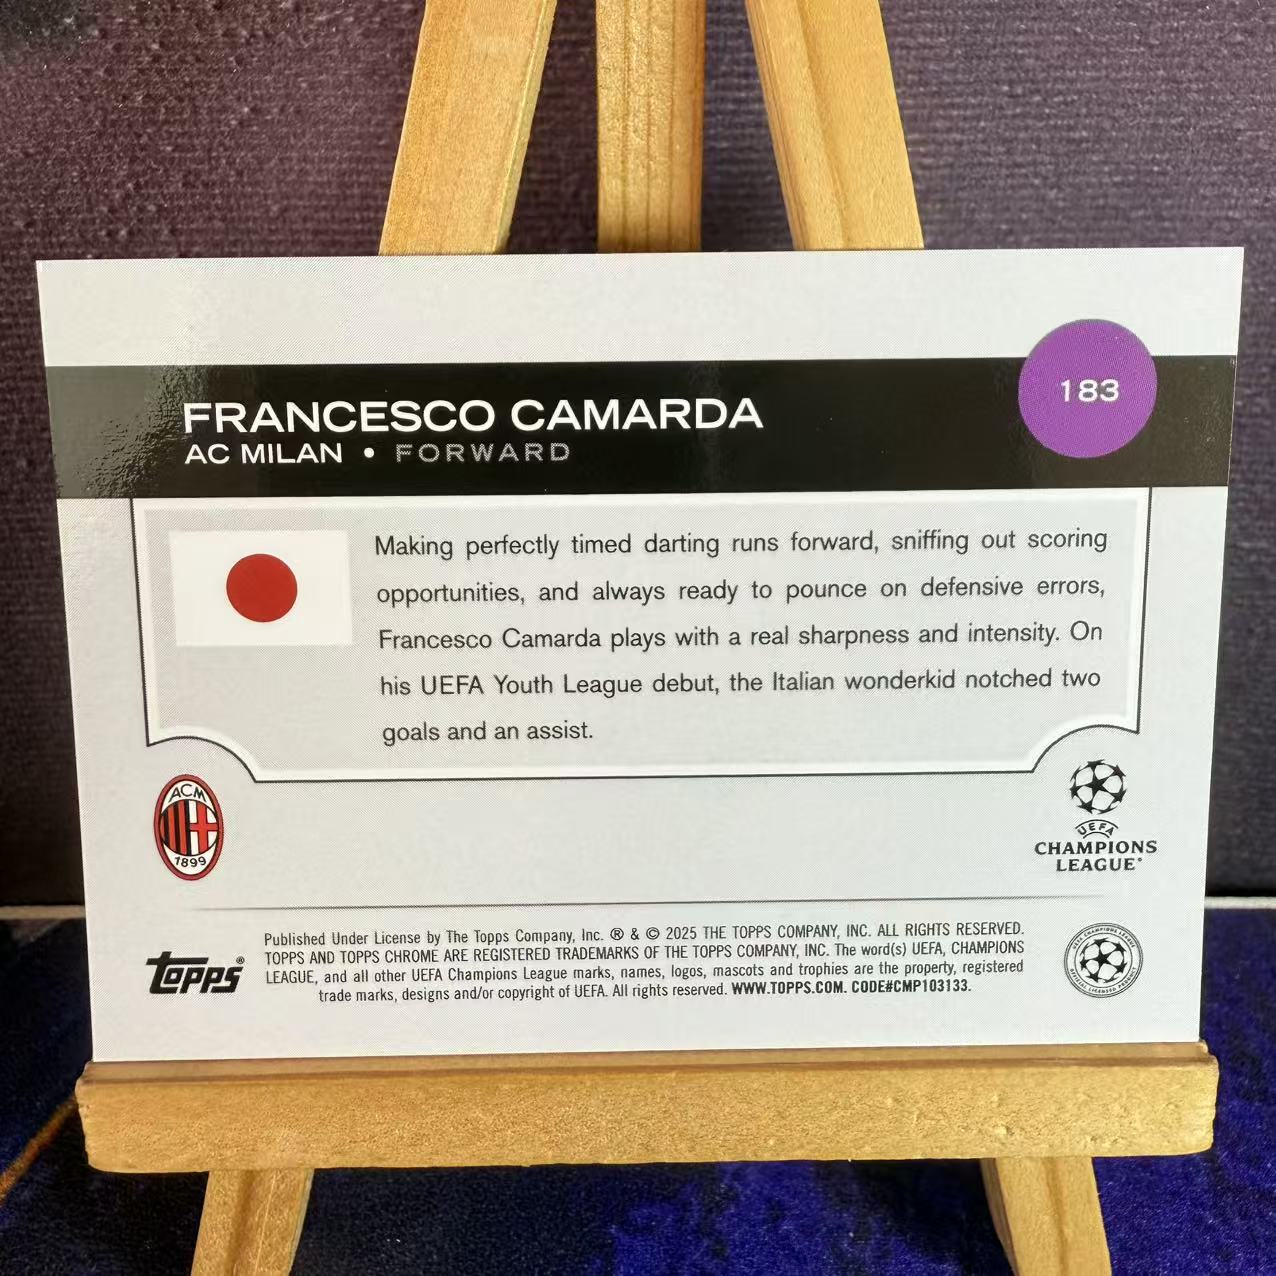 183
FRANCESCO CAMARDA
AC MILAN • FORWARD
Making perfectly timed darting runs forward, sniffing out scoring
opportunities, and always ready to pounce on defensive errors,
Francesco Camarda plays with a real sharpness and intensity. On
his UEFA Youth League debut, the Italian wonderkid notched two
goals and an assist.
ACM
1899
UEFA
CHAMPIONS
LEAGUE®
topps®
Published Under License by The Topps Company, Inc. ® & © 2025 THE TOPPS COMPANY, INC. ALL RIGHTS RESERVED.
TOPPS AND TOPPS CHROME ARE REGISTERED TRADEMARKS OF THE TOPPS COMPANY, INC. The word(s) UEFA, CHAMPIONS
LEAGUE, and all other UEFA Champions League marks, names, logos, mascots and trophies are the property, registered
trade marks, designs and/or copyright of UEFA. All rights reserved. WWW.TOPPS.COM. CODE#CMP103133.
UEFA CHAMPIONS LEAGUE
OFFICIAL LICENSED PRODUCT